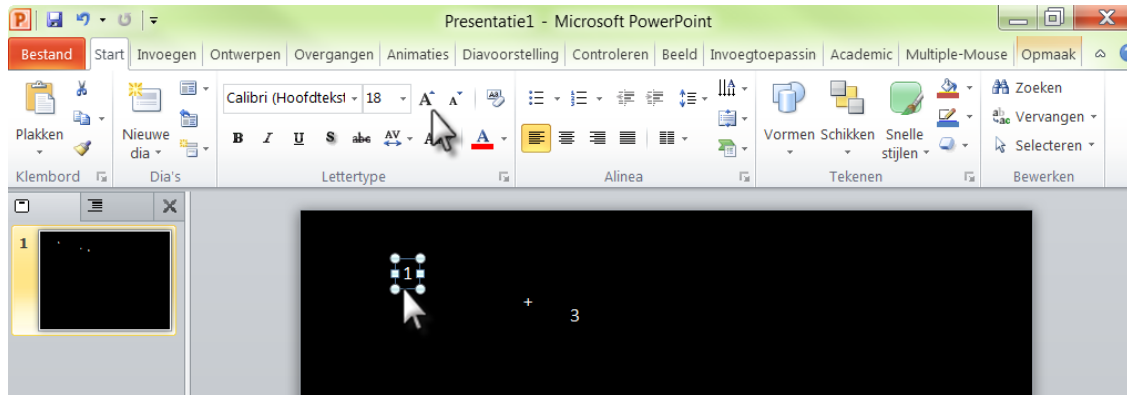 Presentatie1 - Microsoft PowerPoint
Bestand Start Invoegen Ontwerpen Overgangen Animaties Diavoorstelling Controleren Beeld Invoegtoepassin Academic Multiple-Mouse Opmaak
Plakken
Klembord
Nieuwe
dia
Dia's
Calibri (Hoofdtekst 18
B I U S abc AV A
Lettertype
Alinea
Vormen Schikken Snelle
stijlen
Tekenen
Zoeken
Vervangen
Selecteren
Bewerken
1
1
+
3